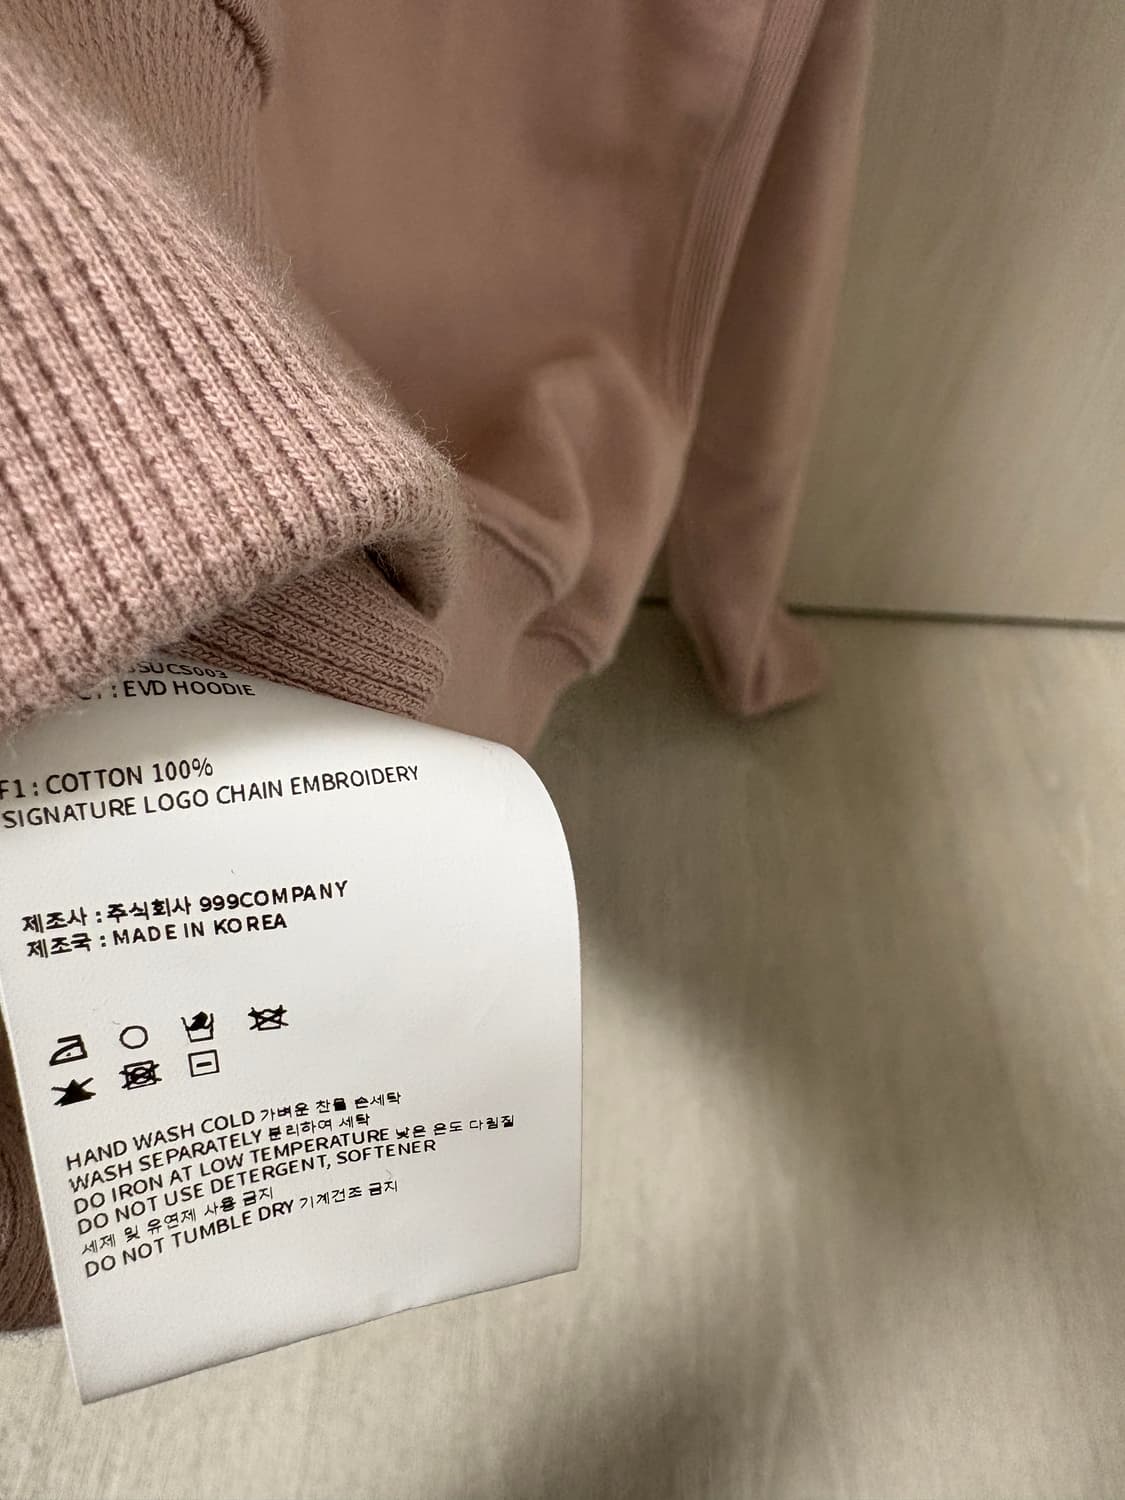 SUCS003
: EVD HOODIE
F1 : COTTON 100%
SIGNATURE LOGO CHAIN EMBROIDERY
제조사 : 주식회사 999COMPANY
제조국 : MADE IN KOREA
HAND WASH COLD 가벼운 찬물 손세탁
WASH SEPARATELY 분리하여 세탁
DO IRON AT LOW TEMPERATURE 낮은 온도 다림질
DO NOT USE DETERGENT, SOFTENER
세제 및 유연제 사용 금지
DO NOT TUMBLE DRY 기계건조 금지